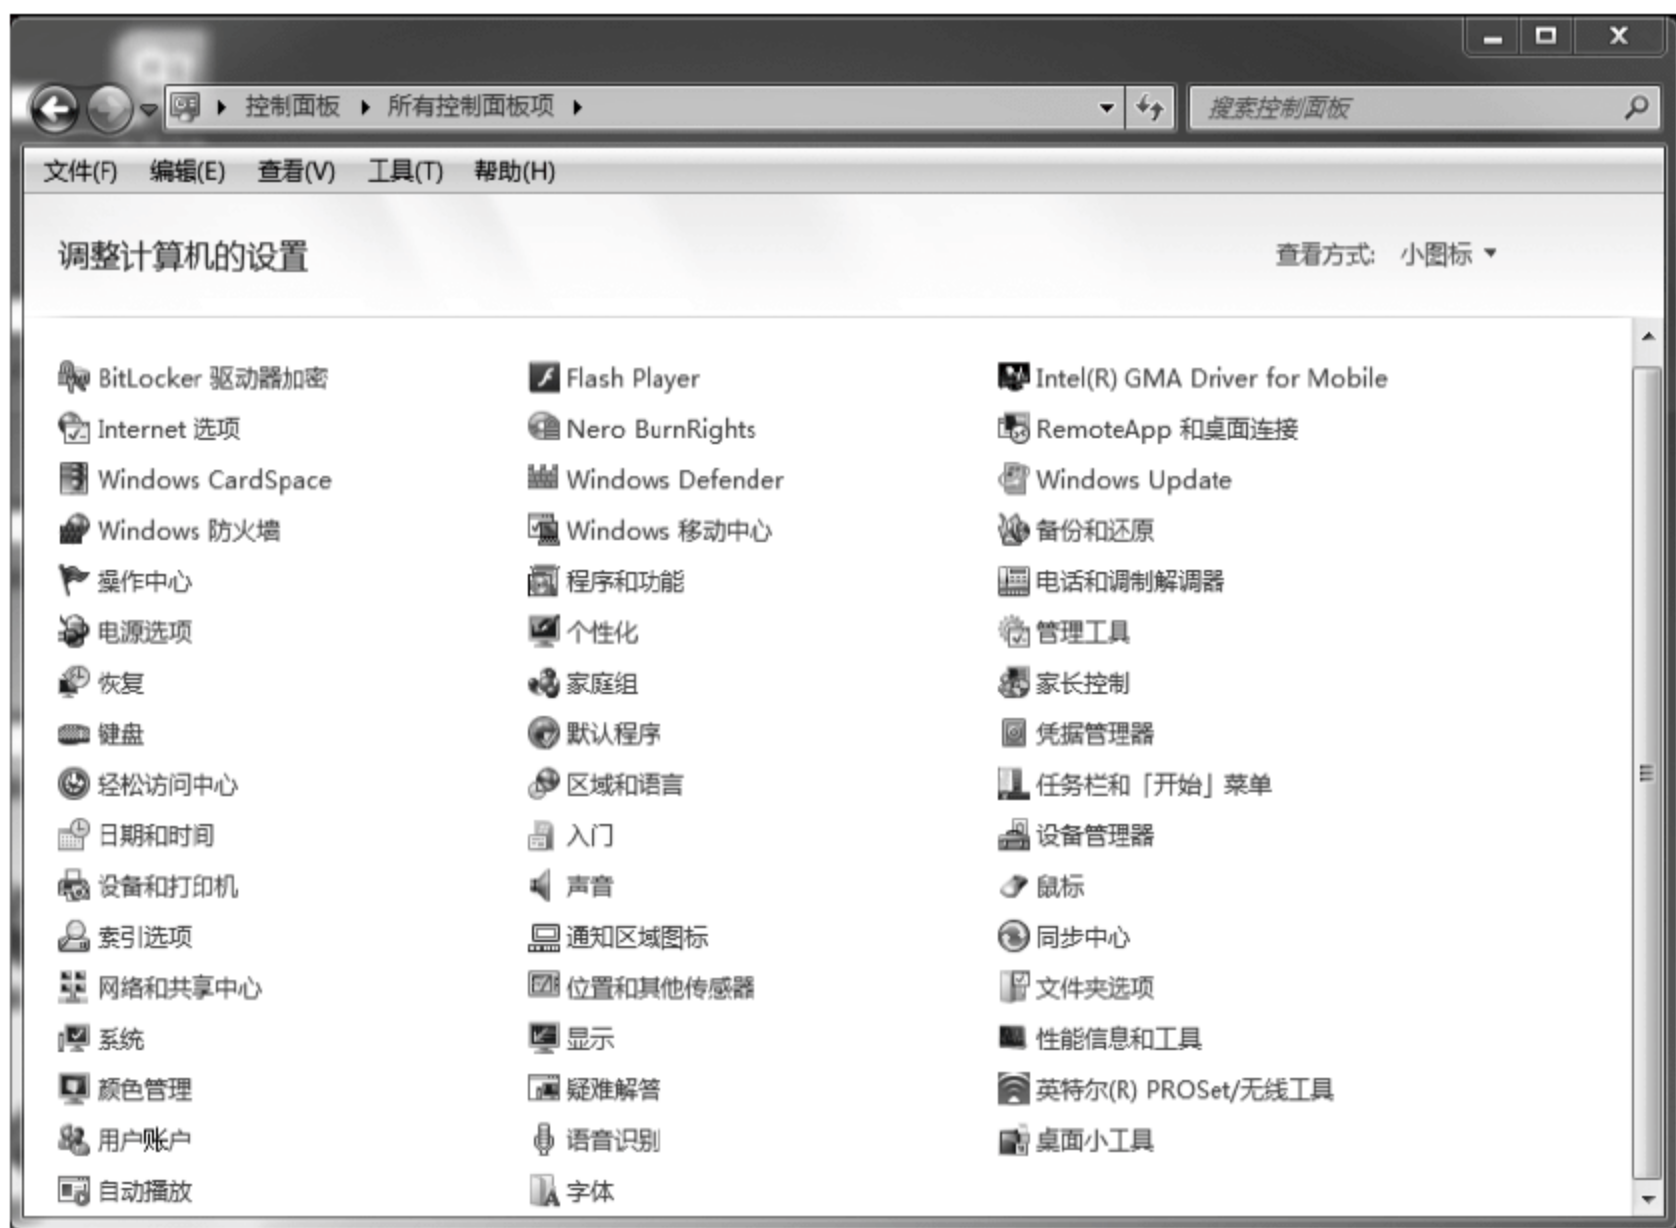 控制面板 ▸ 所有控制面板项 ▸ 搜索控制面板
文件(F) 编辑(E) 查看(V) 工具(T) 帮助(H)
调整计算机的设置 查看方式: 小图标
BitLocker 驱动器加密 Flash Player Intel(R) GMA Driver for Mobile
Internet 选项 Nero BurnRights RemoteApp 和桌面连接
Windows CardSpace Windows Defender Windows Update
Windows 防火墙 Windows 移动中心 备份和还原
操作中心 程序和功能 电话和调制解调器
电源选项 个性化 管理工具
恢复 家庭组 家长控制
键盘 默认程序 凭据管理器
轻松访问中心 区域和语言 任务栏和「开始」菜单
日期和时间 入门 设备管理器
设备和打印机 声音 鼠标
索引选项 通知区域图标 同步中心
网络和共享中心 位置和其他传感器 文件夹选项
系统 显示 性能信息和工具
颜色管理 疑难解答 英特尔(R) PROSet/无线工具
用户账户 语音识别 桌面小工具
自动播放 字体